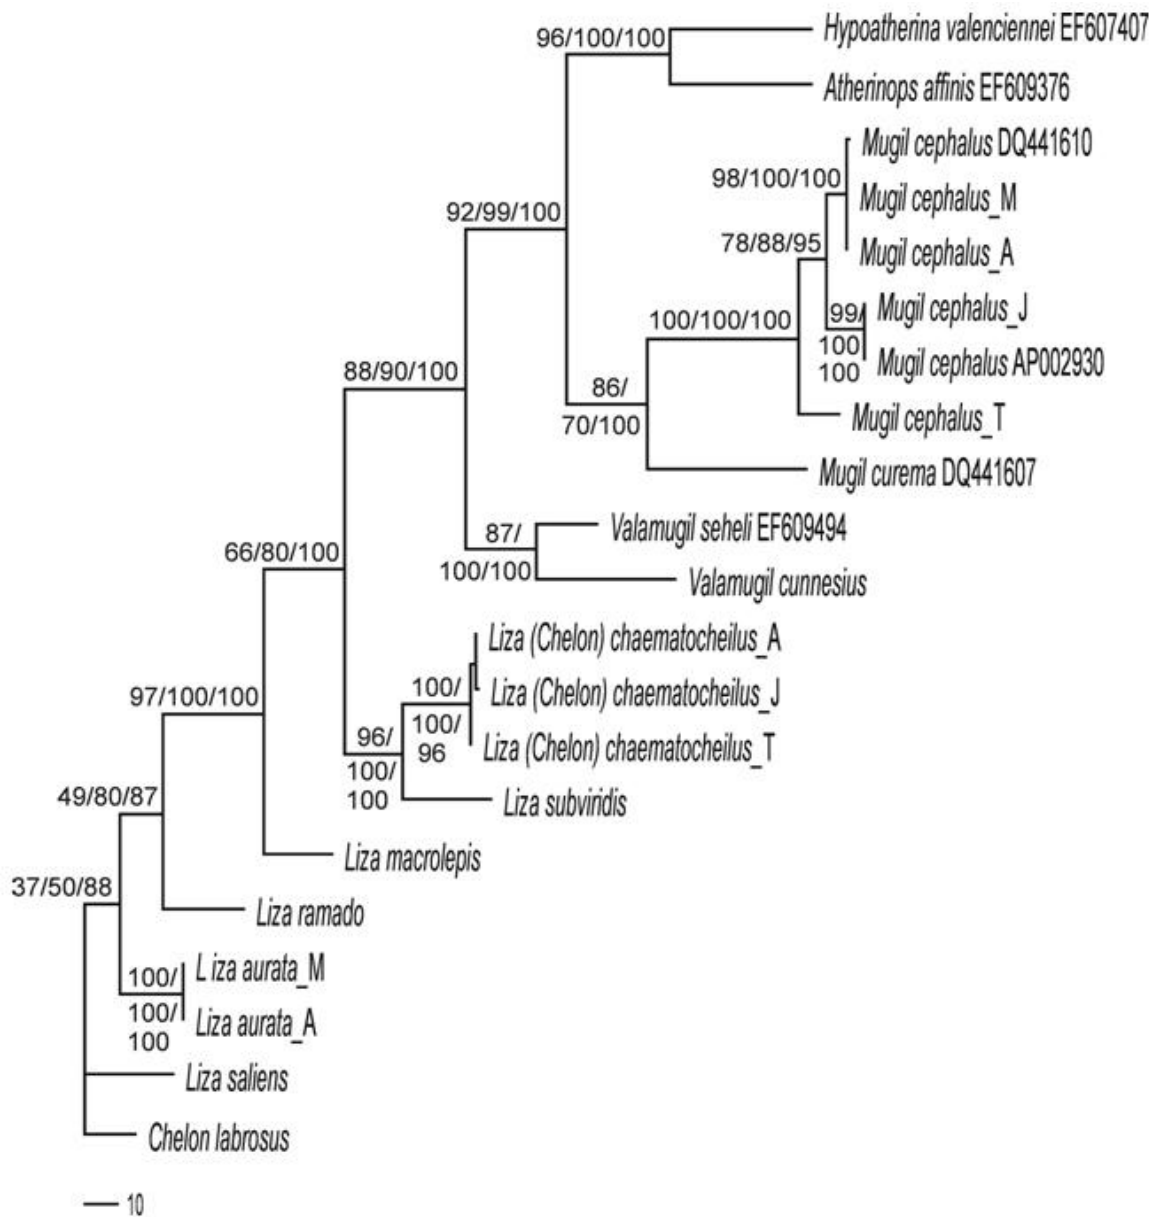 96/100/100
Hypoatherina valenciennei EF607407
Atherinops affinis EF609376
Mugil cephalus DQ441610
98/100/100
Mugil cephalus_M
78/88/95
Mugil cephalus_A
92/99/100
99/
Mugil cephalus_J
100
100
Mugil cephalus AP002930
100/100/100
88/90/100
86/
70/100
Mugil cephalus_T
Mugil curema DQ441607
87/
100/100
Valamugil seheli EF609494
Valamugil cunnesius
66/80/100
Liza (Chelon) chaematocheilus_A
100/
100/
96
Liza (Chelon) chaematocheilus_J
Liza (Chelon) chaematocheilus_T
97/100/100
96/
100/
100
Liza subviridis
49/80/87
Liza macrolepis
37/50/88
Liza ramado
100/
100/
100
L iza aurata_M
Liza aurata_A
Liza saliens
Chelon labrosus
10